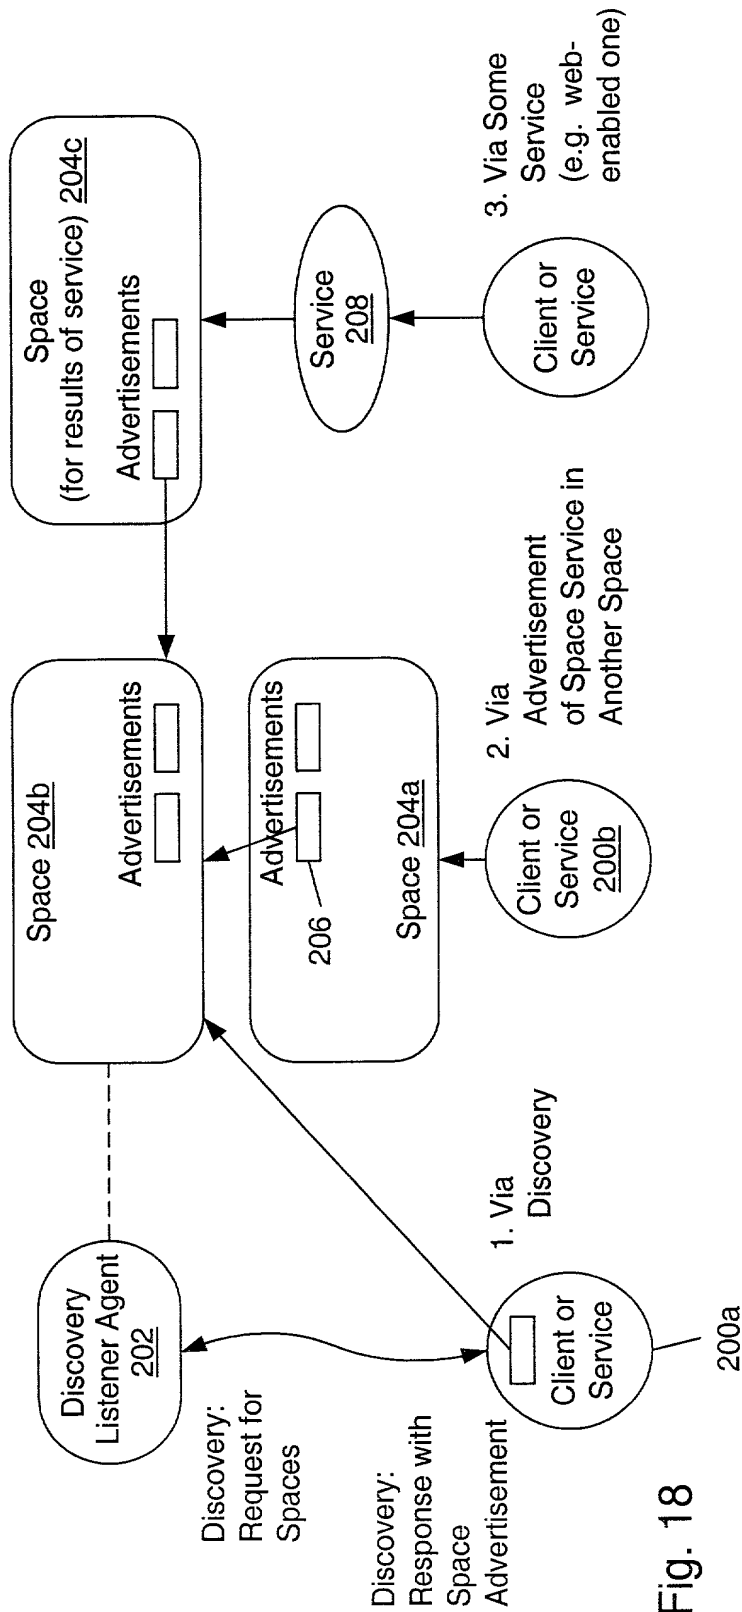 Discovery
Listener Agent
202
Discovery:
Request for
Spaces
Discovery:
Response with
Space
Advertisement
Client or
Service
200a
1. Via
Discovery
Space 204b
Advertisements
Advertisements
206
Space 204a
Client or
Service
200b
2. Via
Advertisement
of Space Service in
Another Space
Space
(for results of service) 204c
Advertisements
Service
208
Client or
Service
3. Via Some
Service
(e.g. web-
enabled one)
Fig. 18